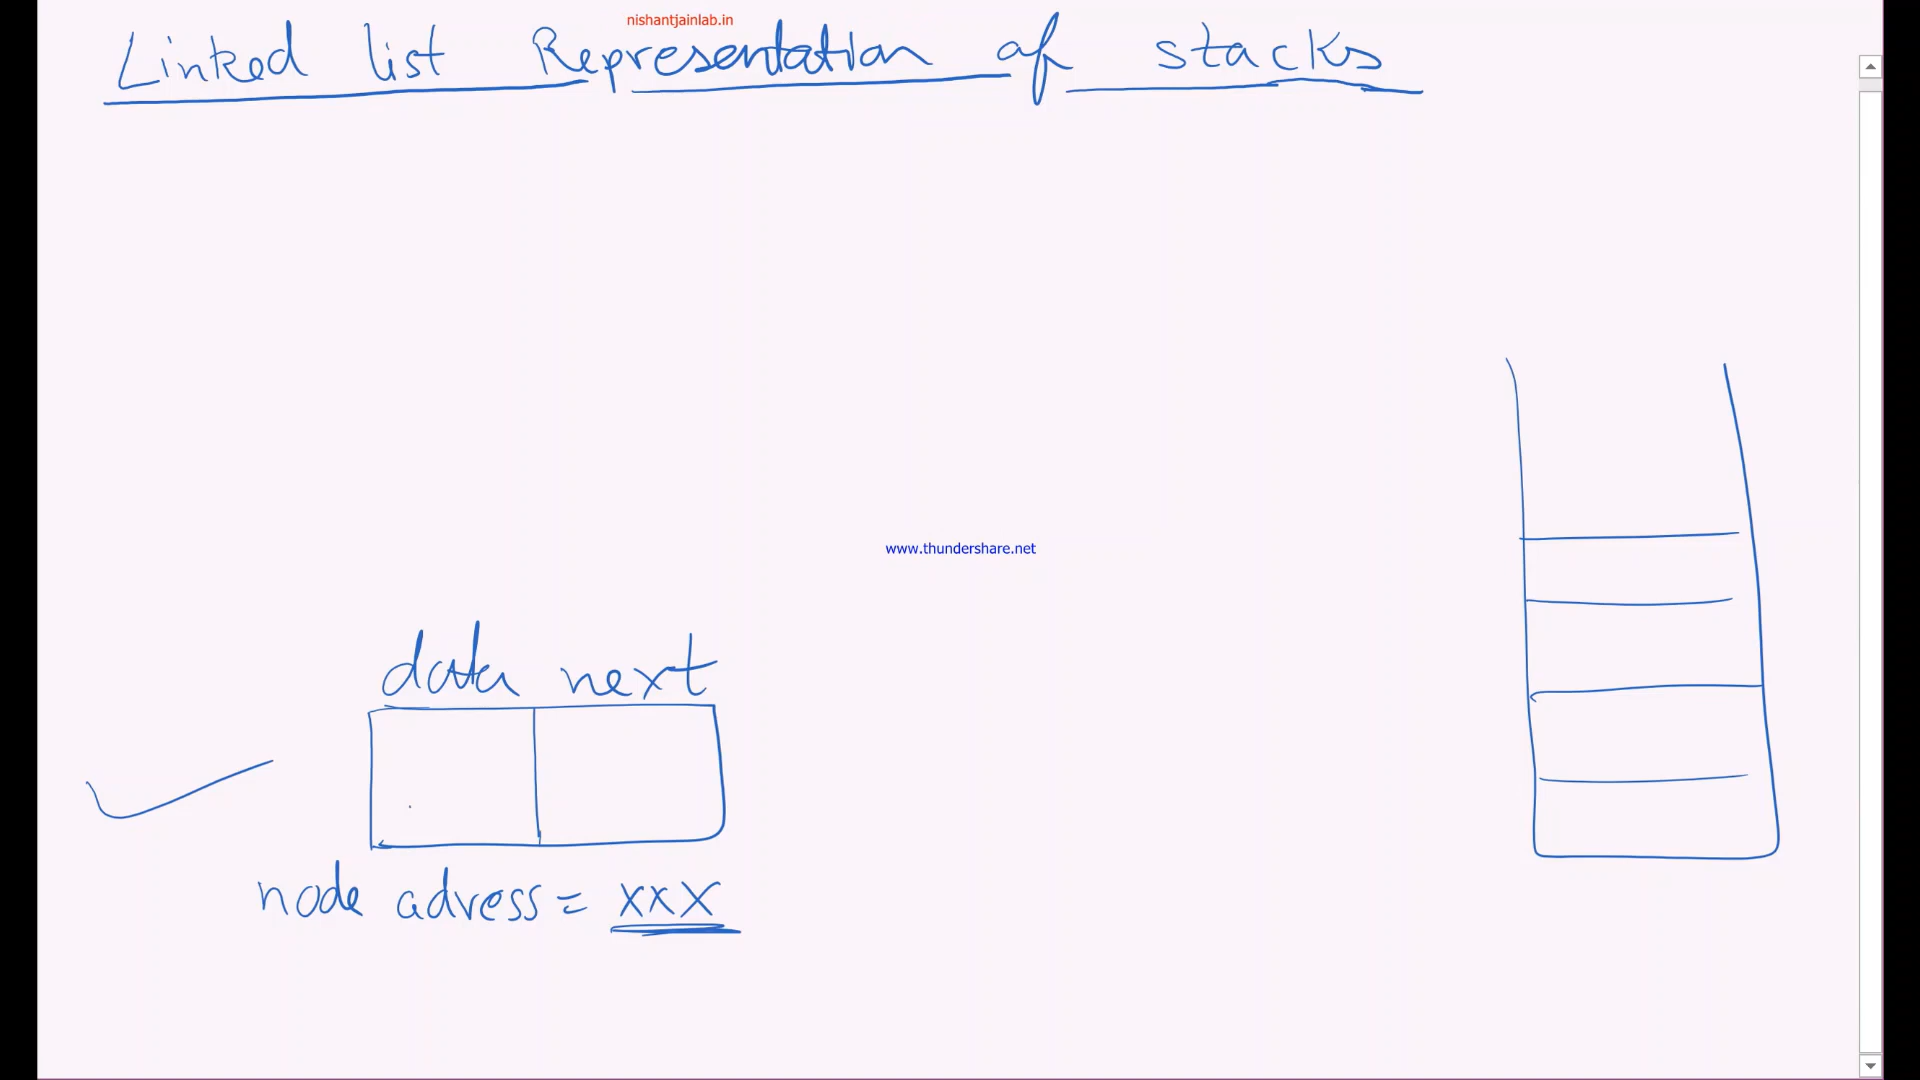 nishantjainlab.in
Linked list Representation of stacks
www.thundershare.net
data next
node adress = xxx